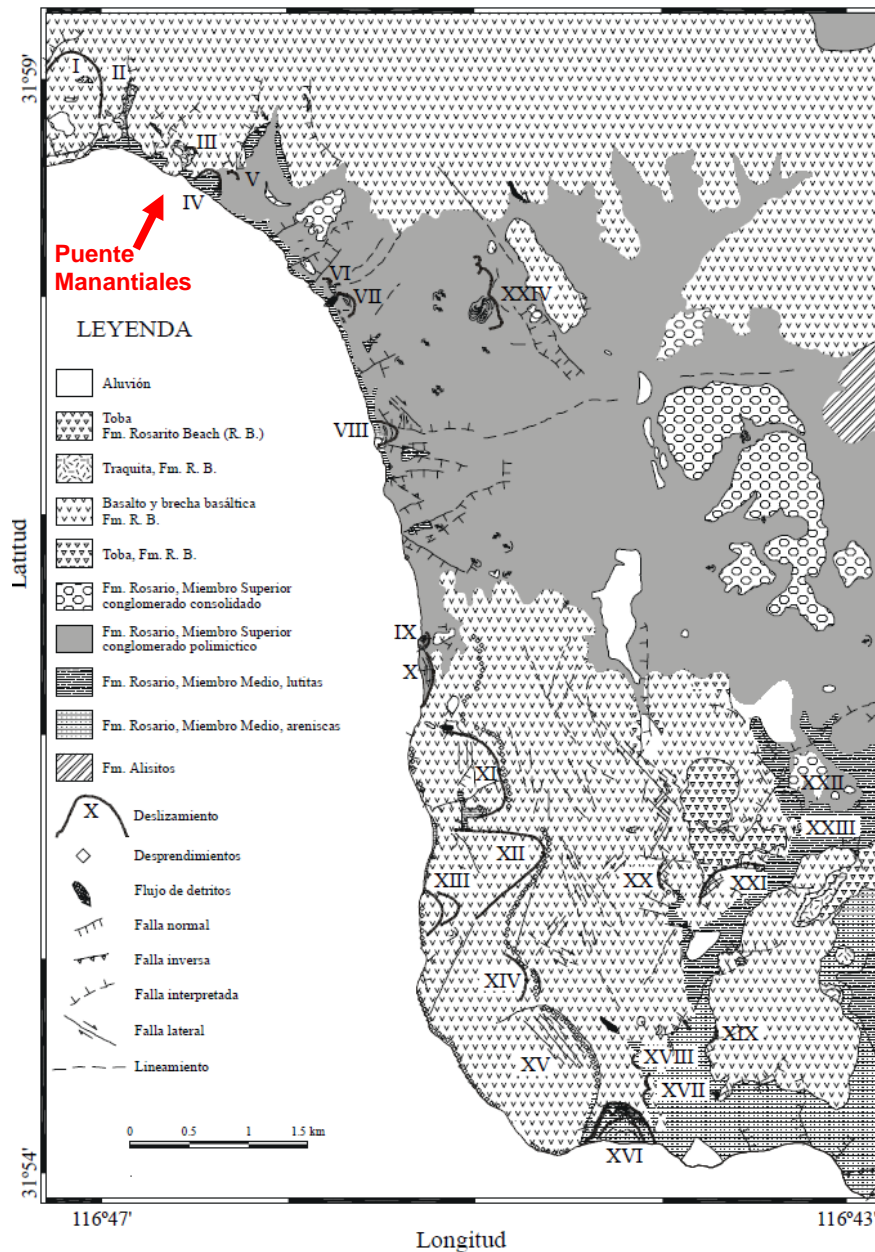 31°59'
I
II
III
IV
V
Puente
Manantiales
VI
VII
XXIV
LEYENDA
Aluvión
Toba
Fm. Rosarito Beach (R. B.)
Traquita, Fm. R. B.
Basalto y brecha basáltica
Fm. R. B.
Toba, Fm. R. B.
Fm. Rosario, Miembro Superior
conglomerado consolidado
Fm. Rosario, Miembro Superior
conglomerado polimictico
Fm. Rosario, Miembro Medio, lutitas
Fm. Rosario, Miembro Medio, areniscas
Fm. Alisitos
X
Deslizamiento
Desprendimientos
Flujo de detritos
Falla normal
Falla inversa
Falla interpretada
Falla lateral
Lineamiento
0 0.5 1 1.5 km
VIII
IX
X
XI
XII
XIII
XIV
XV
XVI
XVII
XVIII
XIX
XX
XXI
XXII
XXIII
Latitud
31°54'
116°47'
116°43'
Longitud